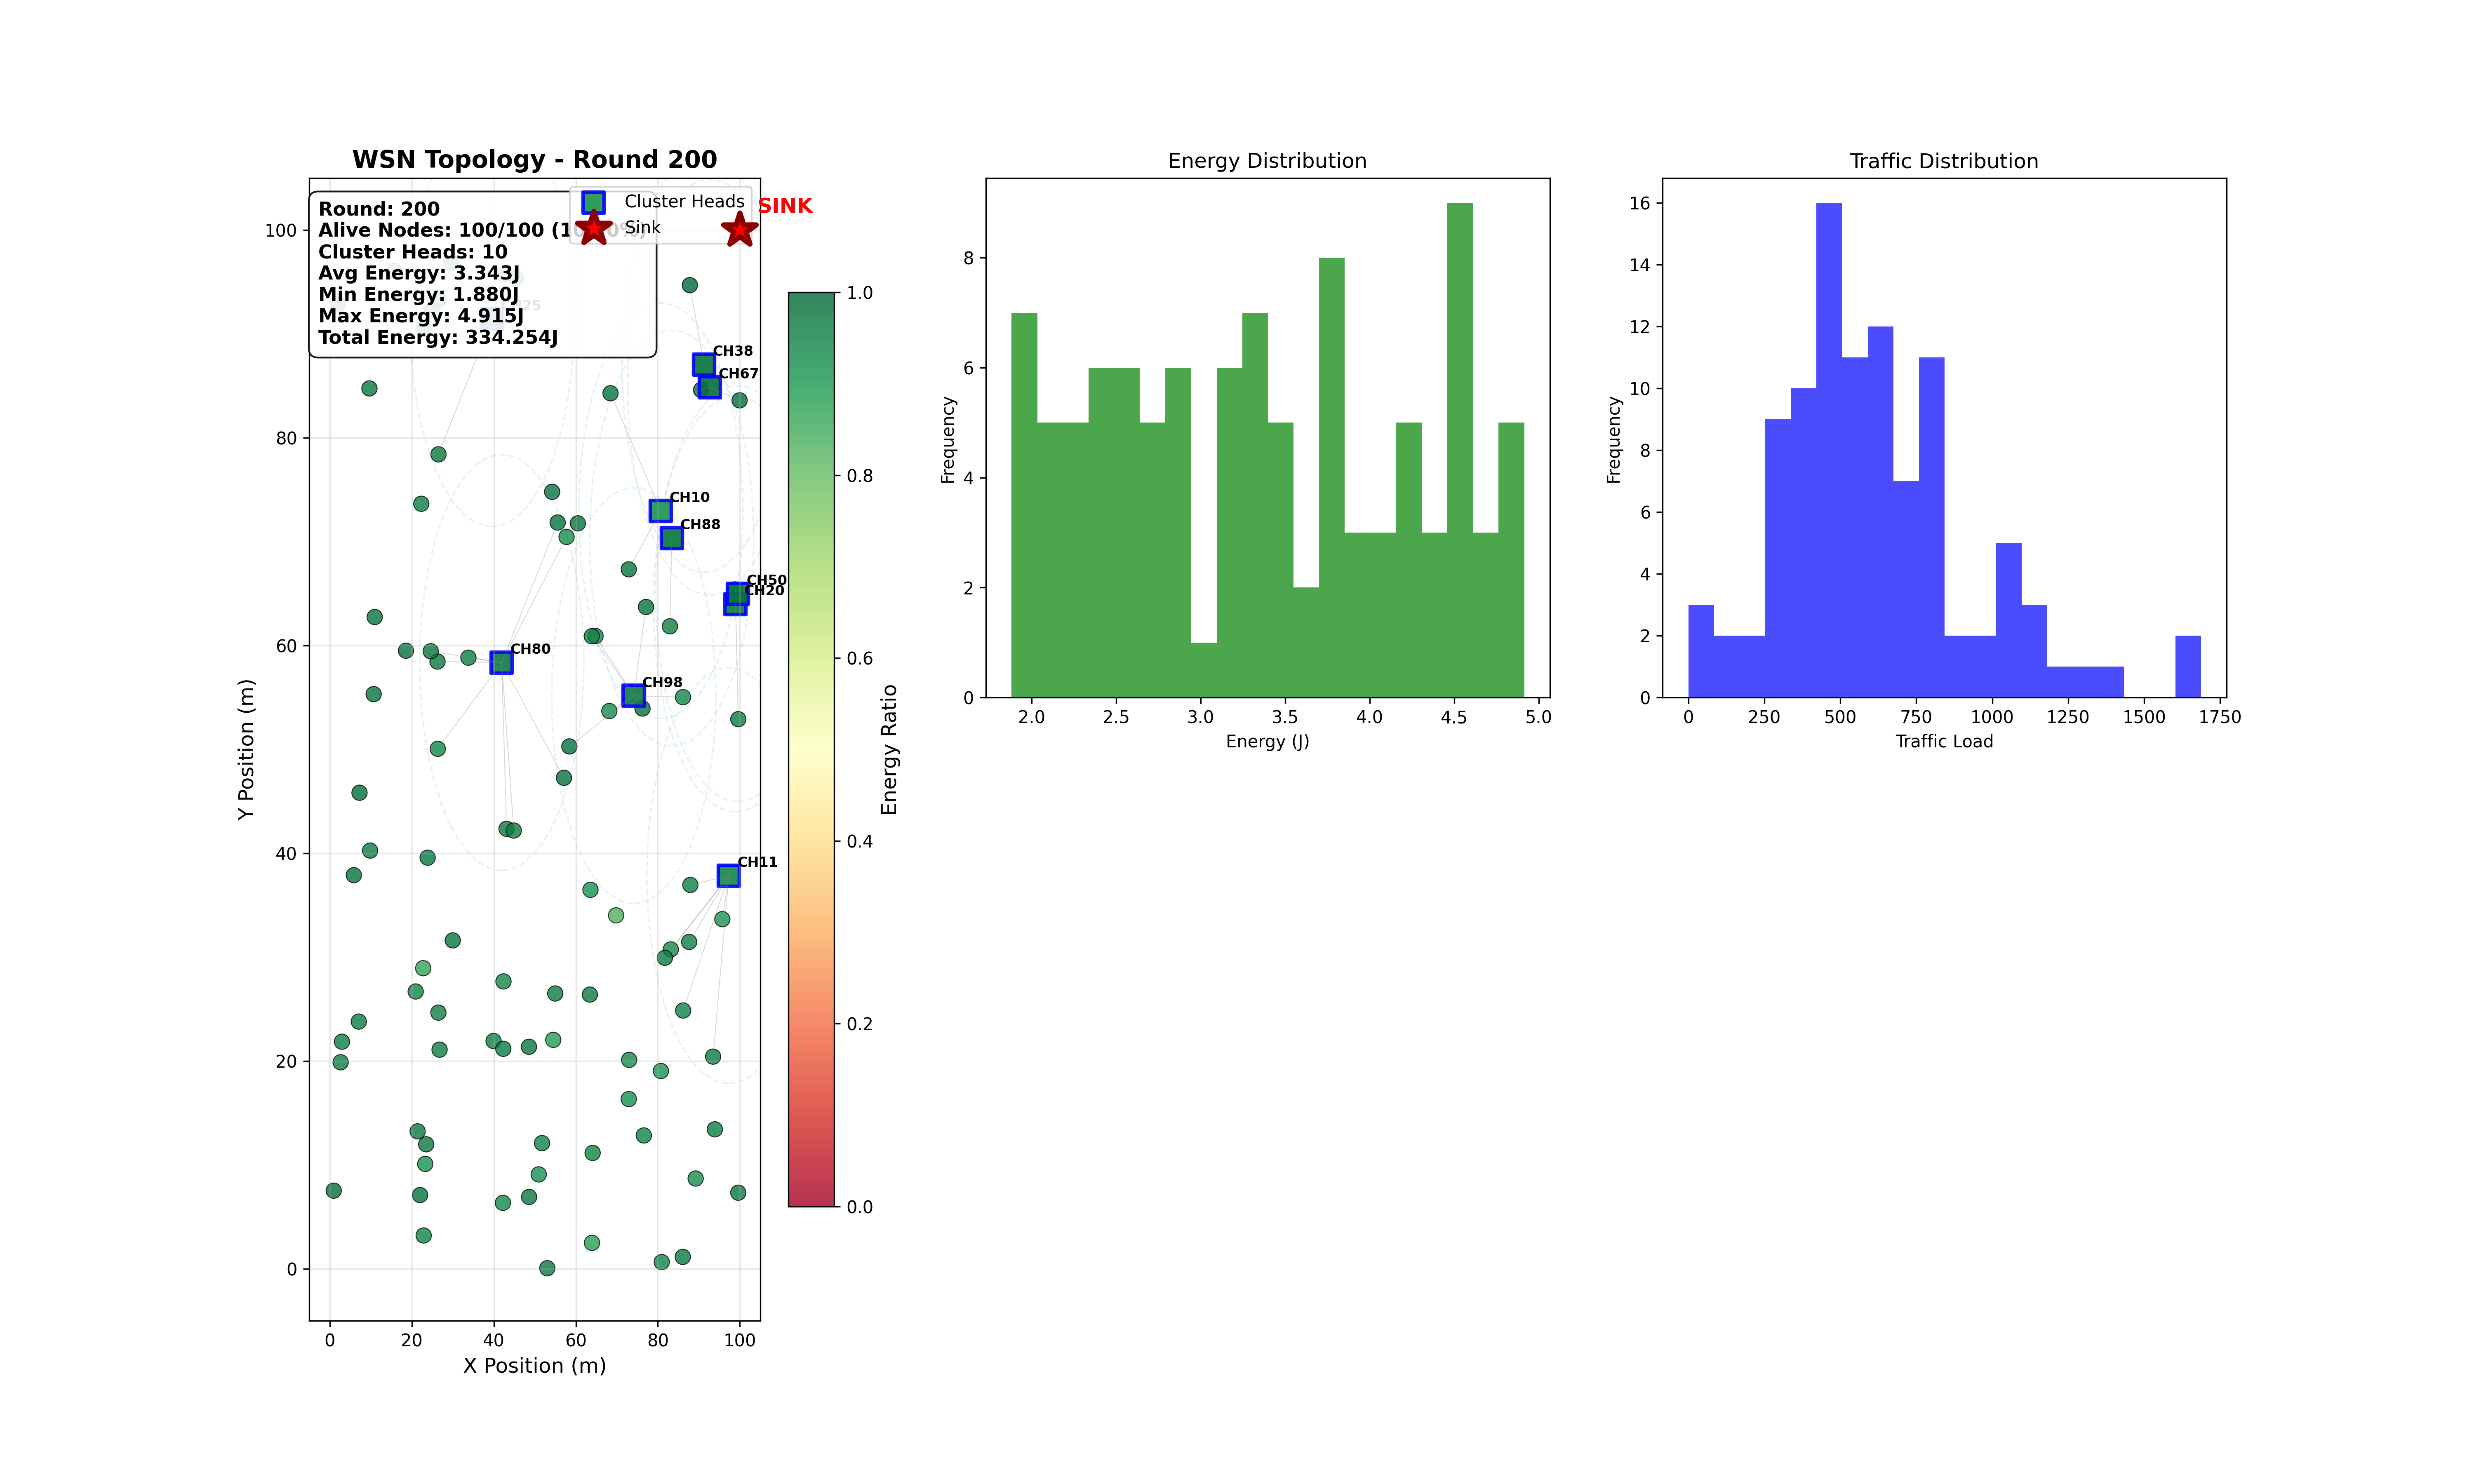 WSN Topology - Round 200
Round: 200
Alive Nodes: 100/100 (100.0%)
Cluster Heads: 10
Avg Energy: 3.343J
Min Energy: 1.880J
Max Energy: 4.915J
Total Energy: 334.254J
Cluster Heads
Sink
SINK
CH38
CH67
CH10
CH88
CH50
CH20
CH80
CH98
CH11
100
80
60
40
20
0
Y Position (m)
0 20 40 60 80 100
X Position (m)
1.0
0.8
0.6
0.4
0.2
0.0
Energy Ratio
Energy Distribution
8
6
4
2
0
Frequency
2.0 2.5 3.0 3.5 4.0 4.5 5.0
Energy (J)
Traffic Distribution
16
14
12
10
8
6
4
2
0
Frequency
0 250 500 750 1000 1250 1500 1750
Traffic Load